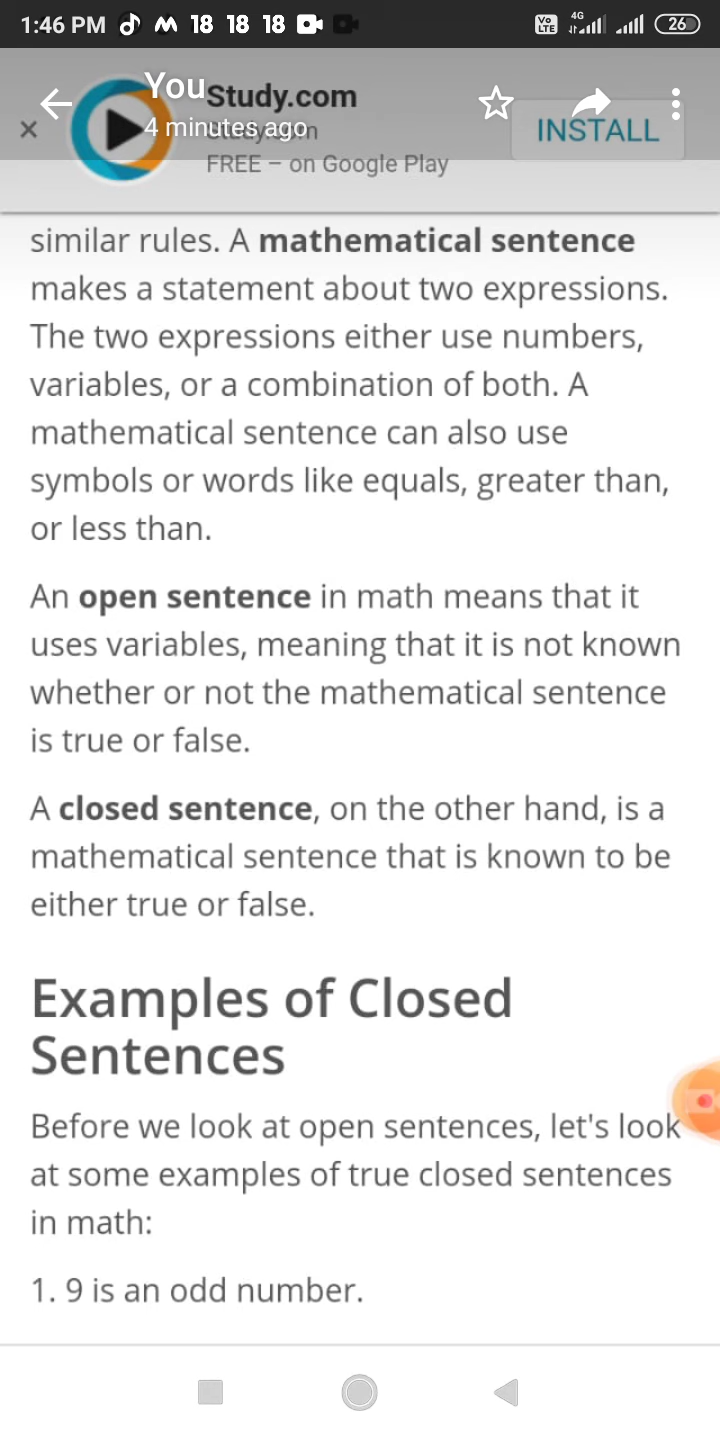 1:46 PM 18 18 18 Vo LTE 4G 26
You
Study.com
4 minutes ago
INSTALL
FREE – on Google Play
similar rules. A mathematical sentence
makes a statement about two expressions.
The two expressions either use numbers,
variables, or a combination of both. A
mathematical sentence can also use
symbols or words like equals, greater than,
or less than.
An open sentence in math means that it
uses variables, meaning that it is not known
whether or not the mathematical sentence
is true or false.
A closed sentence, on the other hand, is a
mathematical sentence that is known to be
either true or false.
Examples of Closed
Sentences
Before we look at open sentences, let's look
at some examples of true closed sentences
in math:
1. 9 is an odd number.